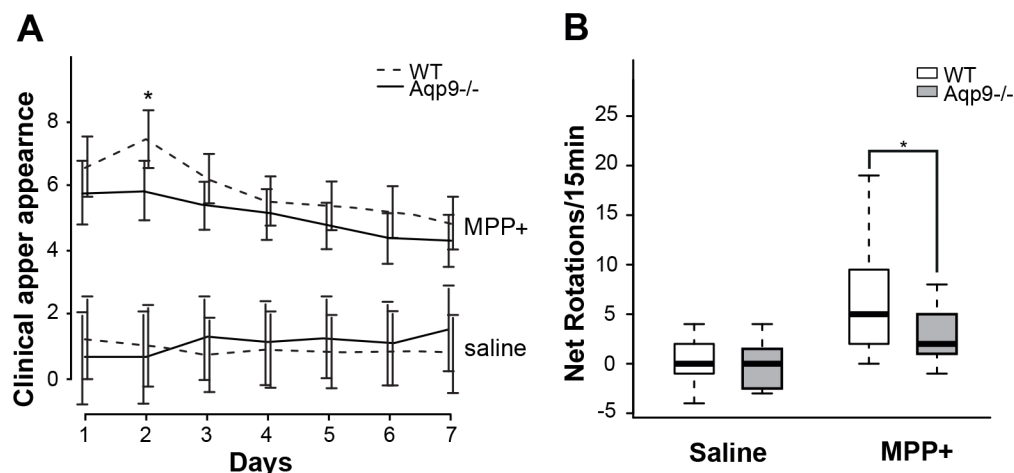 A
Clinical apper appearnce
8
6
4
2
0
*
WT
Aqp9-/-
MPP+
saline
1 2 3 4 5 6 7
Days
B
Net Rotations/15min
25
20
15
10
5
0
-5
WT
Aqp9-/-
*
Saline MPP+